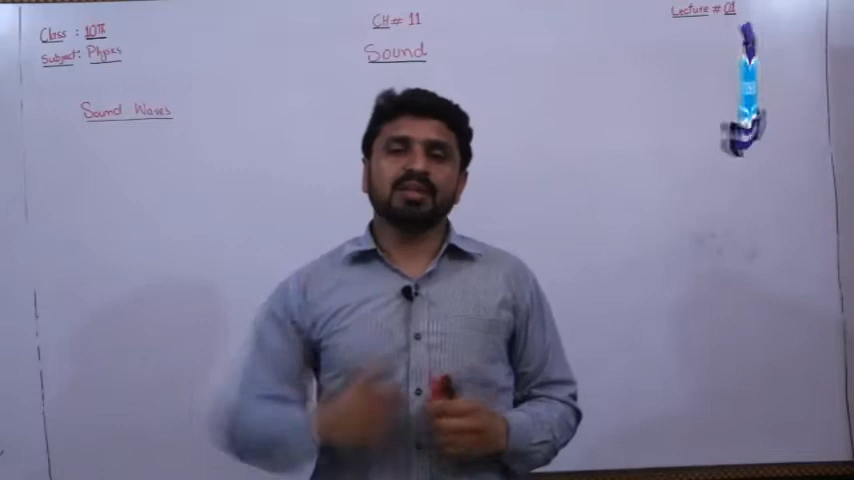 Class : 10Th
Subject: Physics
CH # 11
Sound
Lecture # 01
Sound Waves